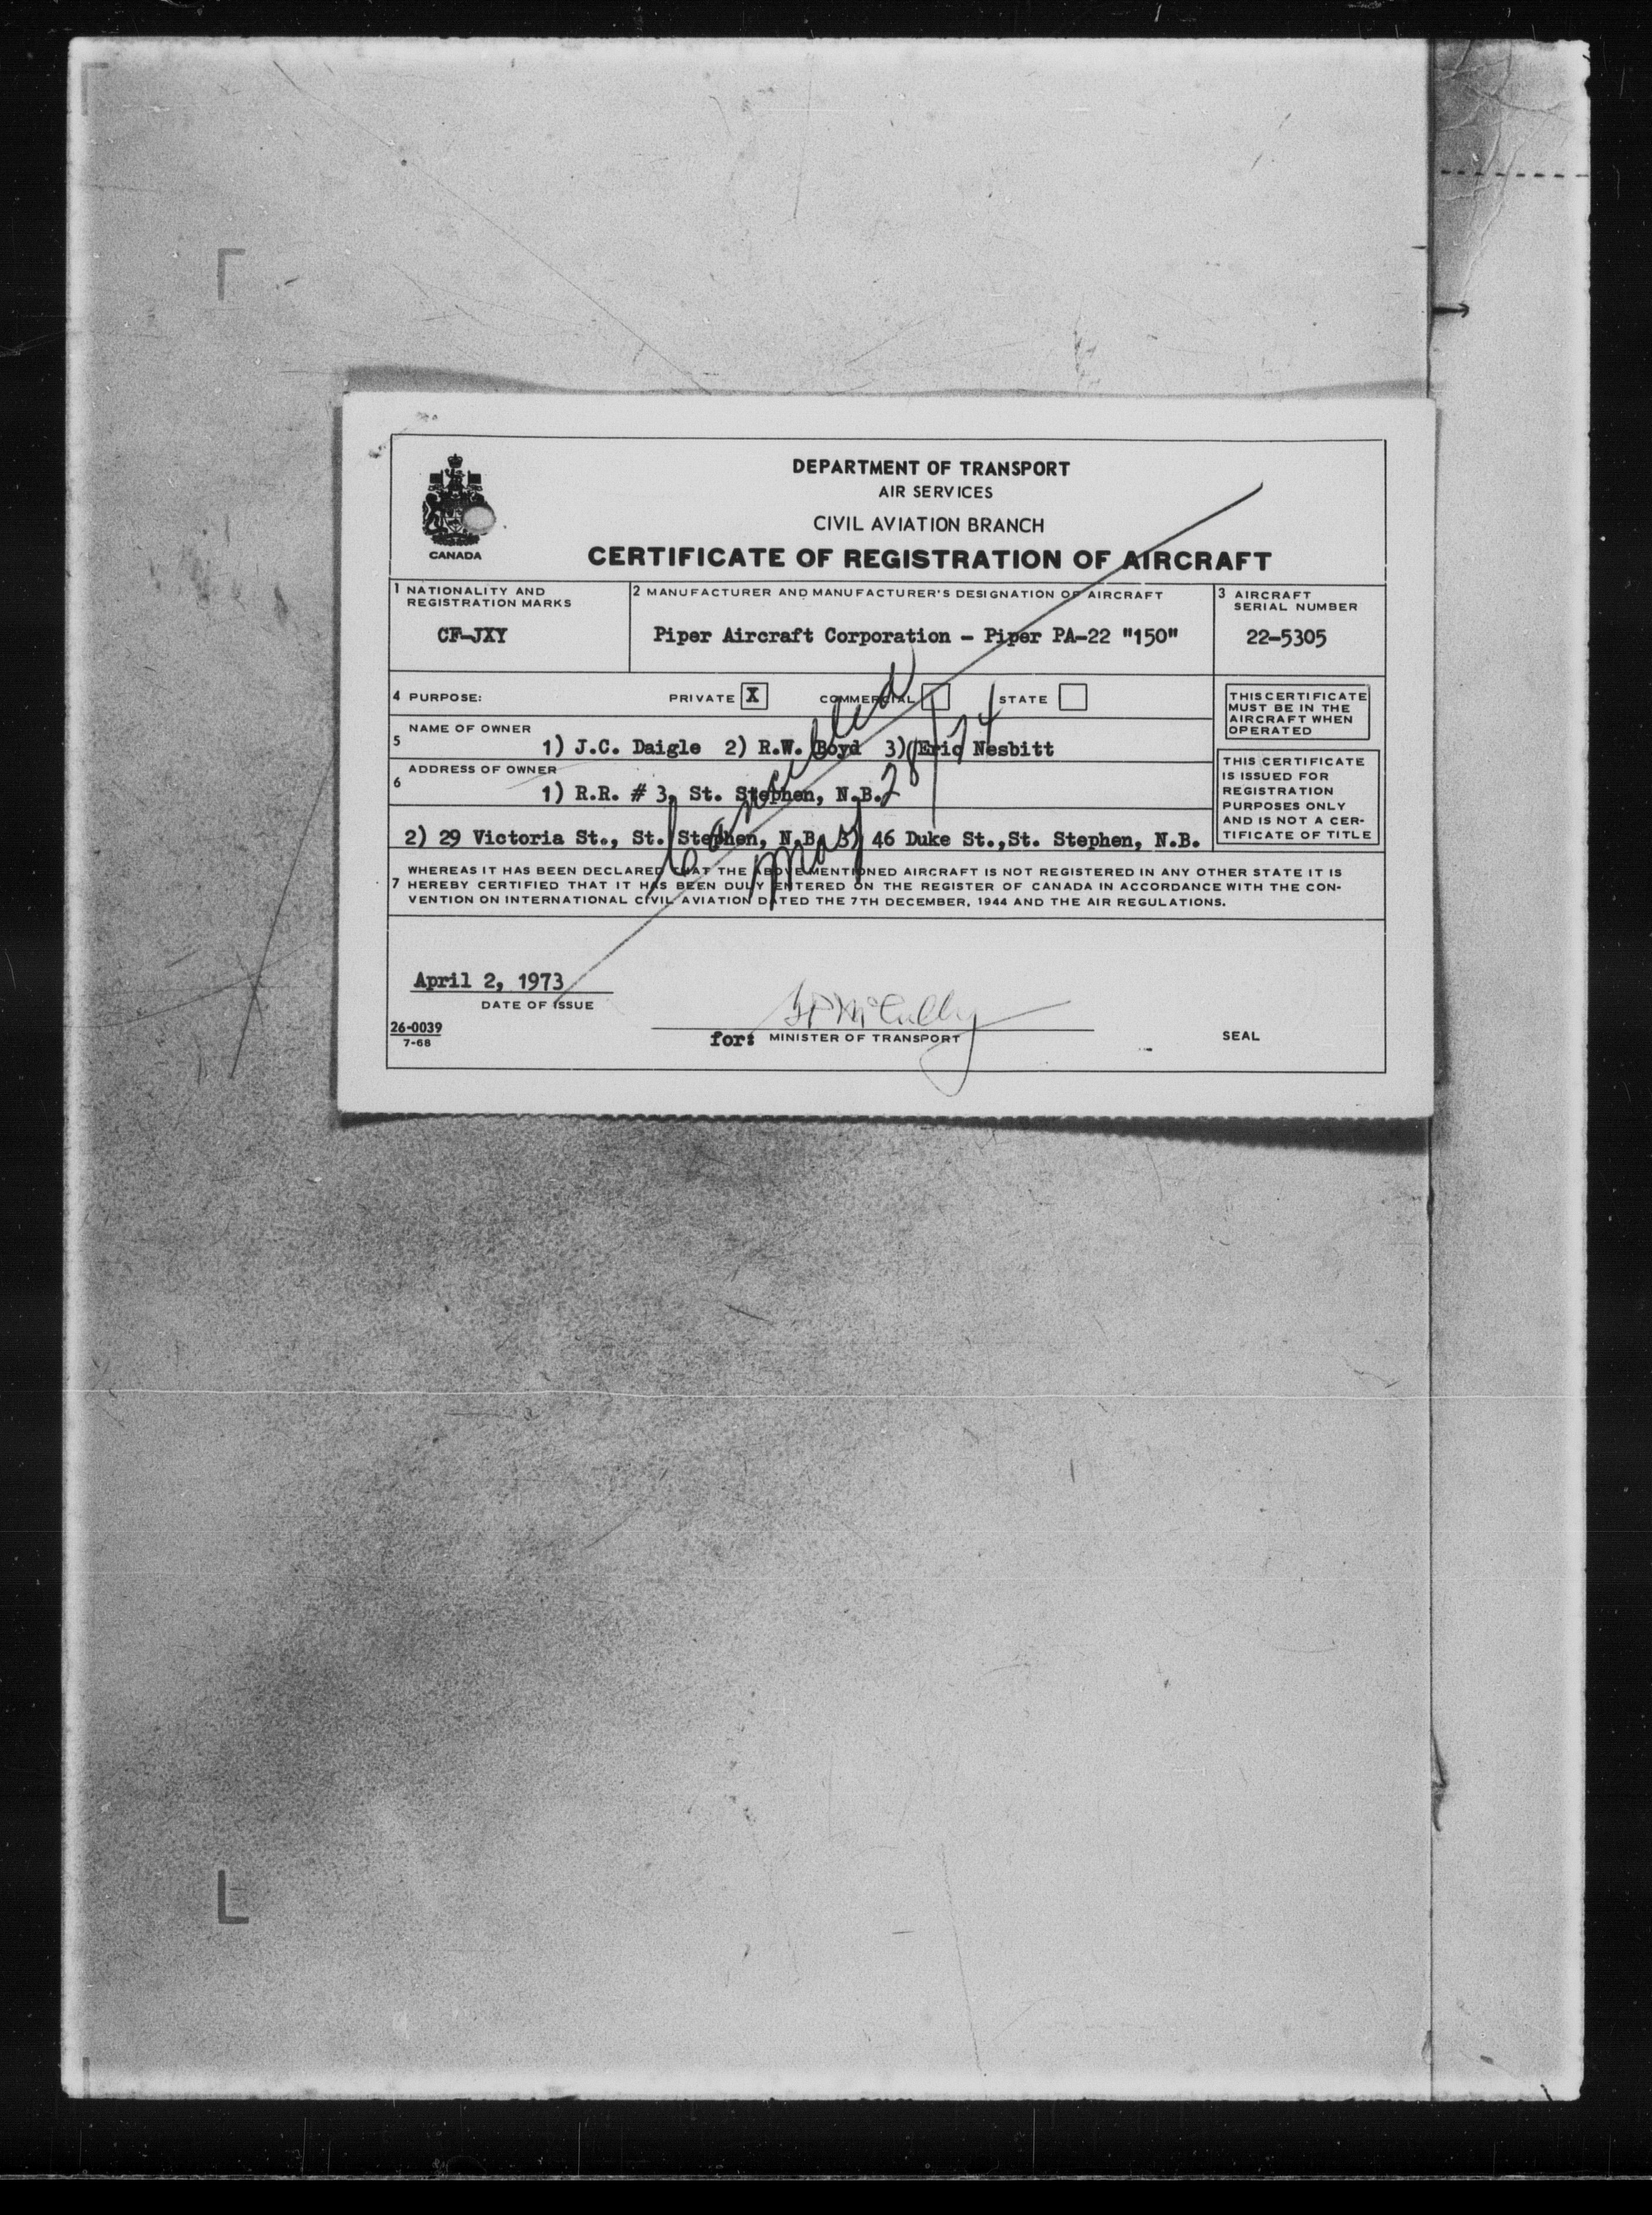 CANADA
DEPARTMENT OF TRANSPORT
AIR SERVICES
CIVIL AVIATION BRANCH
CERTIFICATE OF REGISTRATION OF AIRCRAFT
1 NATIONALITY AND REGISTRATION MARKS
CF-JXY
2 MANUFACTURER AND MANUFACTURER'S DESIGNATION OF AIRCRAFT
Piper Aircraft Corporation - Piper PA-22 "150"
3 AIRCRAFT SERIAL NUMBER
22-5305
4 PURPOSE: PRIVATE X COMMERCIAL STATE
THIS CERTIFICATE
MUST BE IN THE
AIRCRAFT WHEN
OPERATED
5 NAME OF OWNER
1) J.C. Daigle 2) R.W. Boyd 3) Eric Nesbitt
6 ADDRESS OF OWNER
1) R.R. # 3, St. Stephen, N.B.
2) 29 Victoria St., St. Stephen, N.B. 3) 46 Duke St., St. Stephen, N.B.
THIS CERTIFICATE
IS ISSUED FOR
REGISTRATION
PURPOSES ONLY
AND IS NOT A CER-
TIFICATE OF TITLE
Cancelled
May 28/74
7 WHEREAS IT HAS BEEN DECLARED THAT THE ABOVE MENTIONED AIRCRAFT IS NOT REGISTERED IN ANY OTHER STATE IT IS
HEREBY CERTIFIED THAT IT HAS BEEN DULY ENTERED ON THE REGISTER OF CANADA IN ACCORDANCE WITH THE CON-
VENTION ON INTERNATIONAL CIVIL AVIATION DATED THE 7TH DECEMBER, 1944 AND THE AIR REGULATIONS.
April 2, 1973
DATE OF ISSUE
26-0039
7-68
for: MINISTER OF TRANSPORT
SEAL